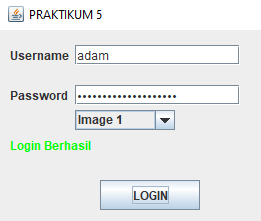 PRAKTIKUM 5
Username adam
Password ••••••••••••••••••••
Image 1
Login Berhasil
LOGIN